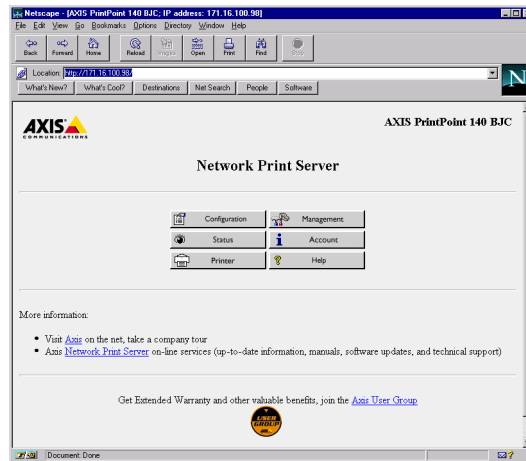 Netscape - [AXIS PrintPoint 140 BJC; IP address: 171.16.100.98]
File Edit View Go Bookmarks Options Directory Window Help
Back Forward Home Reload Images Open Print Find Stop
Location: http://171.16.100.98/
What's New? What's Cool? Destinations Net Search People Software
N
AXIS
COMMUNICATIONS
AXIS PrintPoint 140 BJC
Network Print Server
Configuration Management
Status Account
Printer Help
More information:
• Visit Axis on the net, take a company tour
• Axis Network Print Server on-line services (up-to-date information, manuals, software updates, and technical support)
Get Extended Warranty and other valuable benefits, join the Axis User Group
USER
GROUP
Document: Done